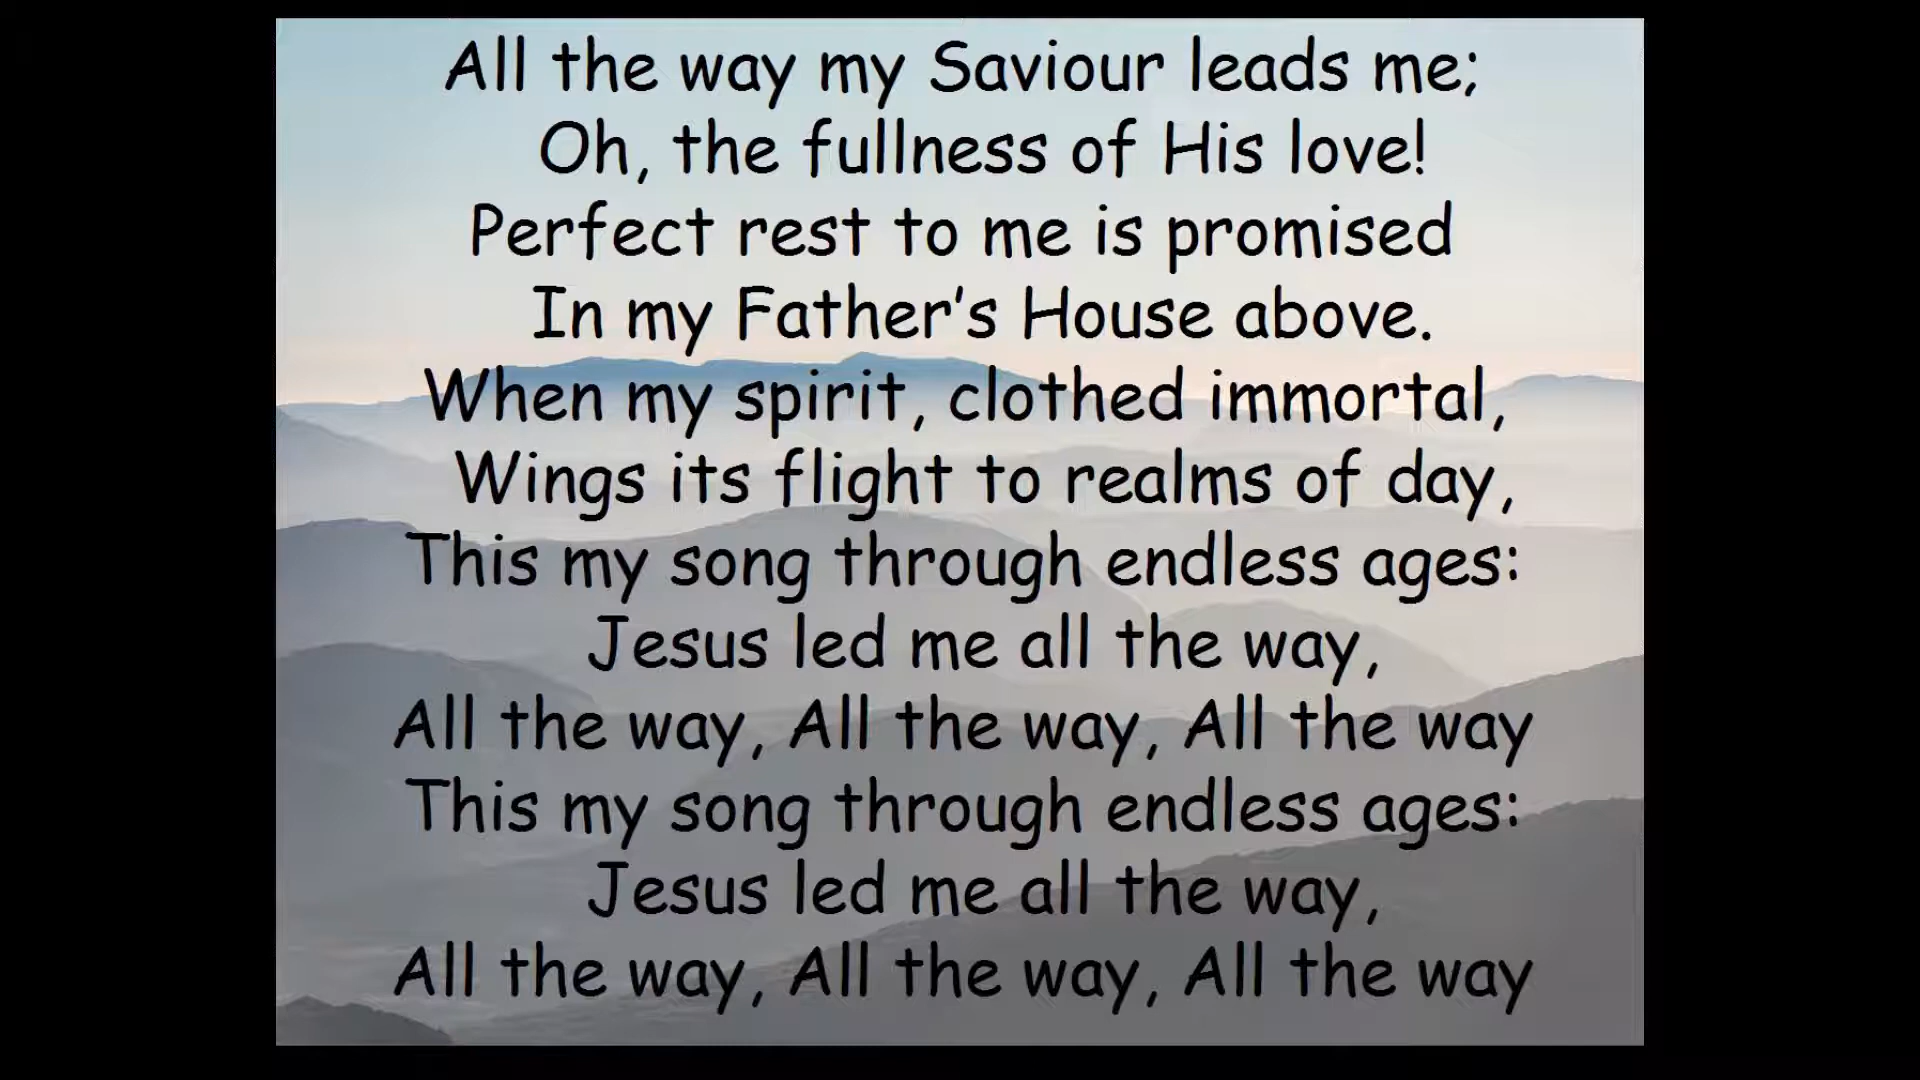 All the way my Saviour leads me;
Oh, the fullness of His love!
Perfect rest to me is promised
In my Father's House above.
When my spirit, clothed immortal,
Wings its flight to realms of day,
This my song through endless ages:
Jesus led me all the way,
All the way, All the way, All the way
This my song through endless ages:
Jesus led me all the way,
All the way, All the way, All the way